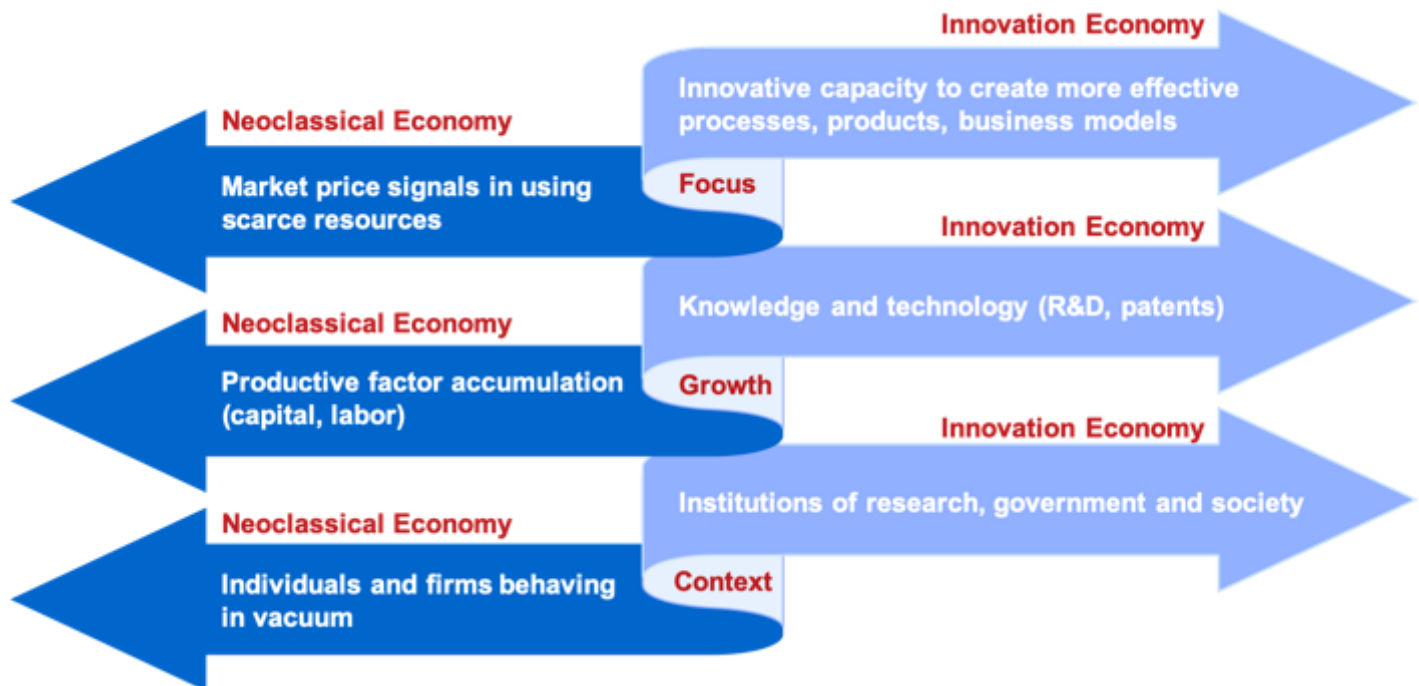 Innovation Economy
Innovative capacity to create more effective
processes, products, business models
Neoclassical Economy
Market price signals in using
scarce resources
Focus
Innovation Economy
Knowledge and technology (R&D, patents)
Neoclassical Economy
Productive factor accumulation
(capital, labor)
Growth
Innovation Economy
Institutions of research, government and society
Neoclassical Economy
Individuals and firms behaving
in vacuum
Context